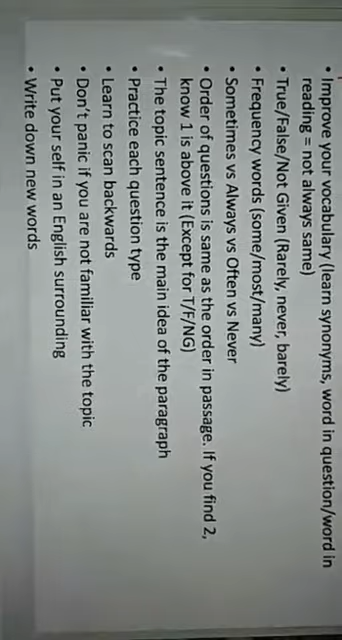 • Improve your vocabulary (learn synonyms, word in question/word in
reading = not always same)
• True/False/Not Given (Rarely, never, barely)
• Frequency words (some/most/many)
• Sometimes vs Always vs Often vs Never
• Order of questions is same as the order in passage. If you find 2,
know 1 is above it (Except for T/F/NG)
• The topic sentence is the main idea of the paragraph
• Practice each question type
• Learn to scan backwards
• Don't panic if you are not familiar with the topic
• Put your self in an English surrounding
• Write down new words